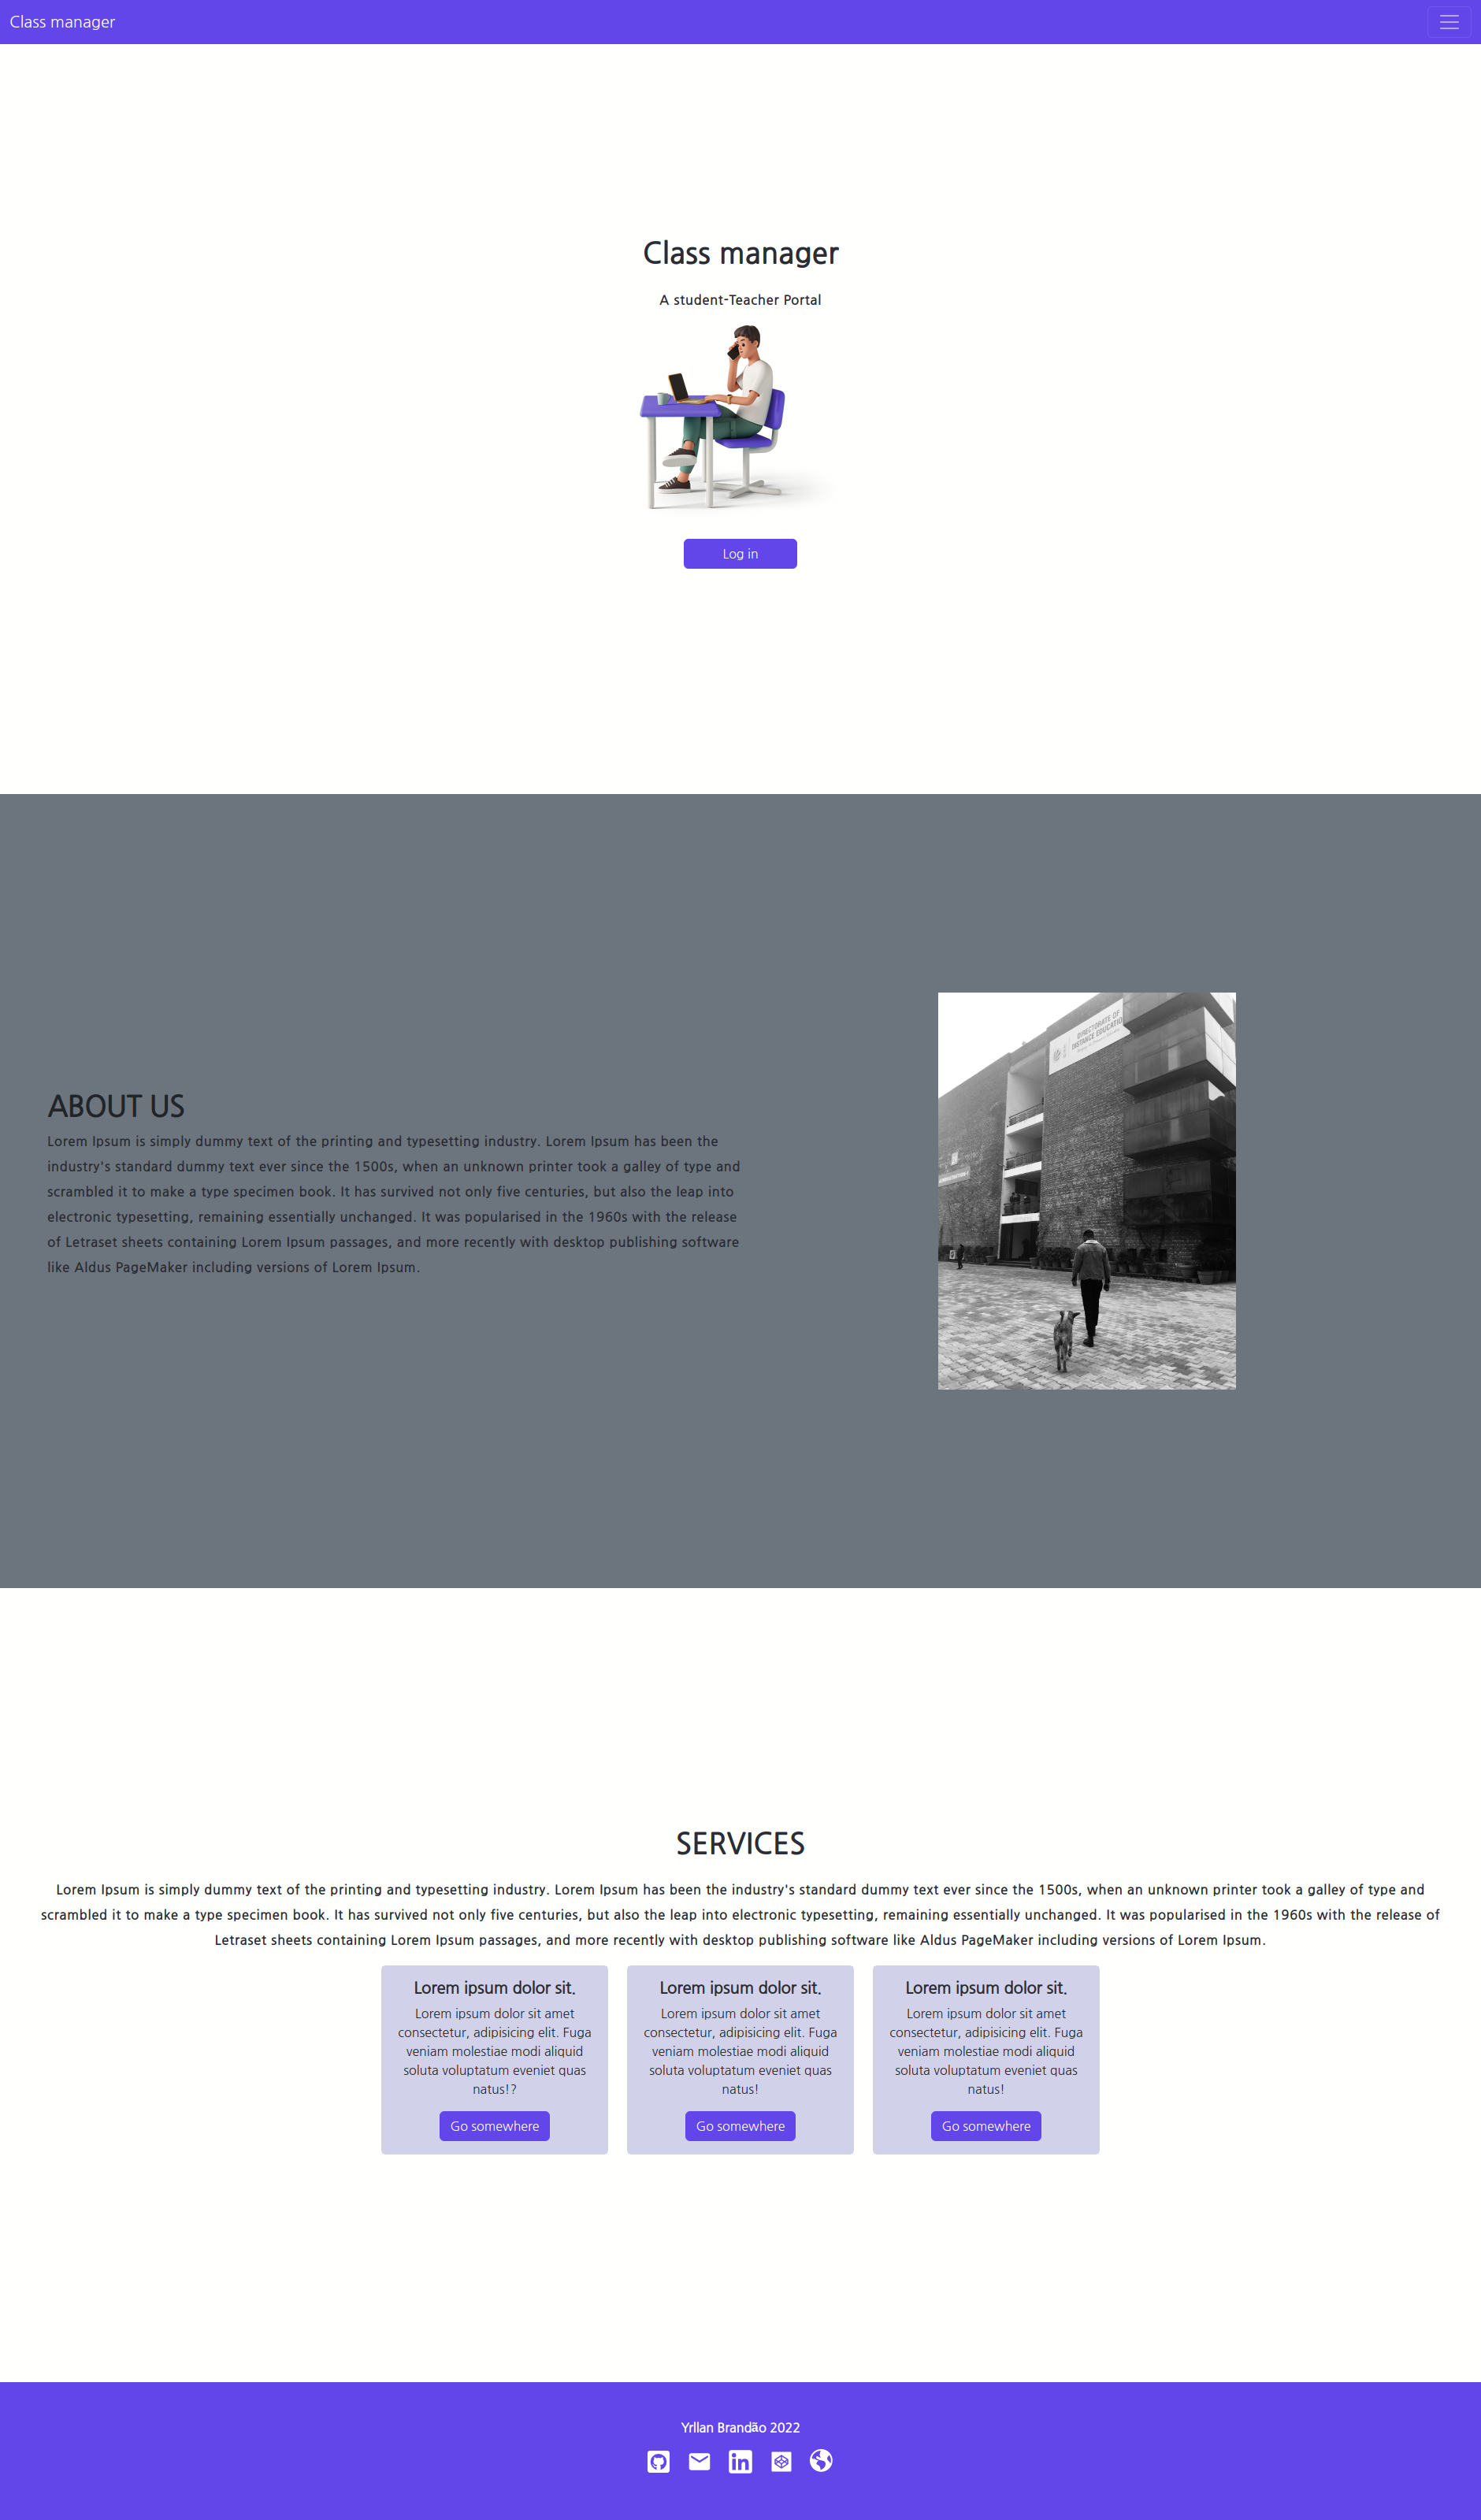 Class manager
Class manager
A student-Teacher Portal
Log in
ABOUT US
Lorem Ipsum is simply dummy text of the printing and typesetting industry. Lorem Ipsum has been the
industry's standard dummy text ever since the 1500s, when an unknown printer took a galley of type and
scrambled it to make a type specimen book. It has survived not only five centuries, but also the leap into
electronic typesetting, remaining essentially unchanged. It was popularised in the 1960s with the release
of Letraset sheets containing Lorem Ipsum passages, and more recently with desktop publishing software
like Aldus PageMaker including versions of Lorem Ipsum.
DIRECTORATE OF
DISTANCE EDUCATIO
SERVICES
Lorem Ipsum is simply dummy text of the printing and typesetting industry. Lorem Ipsum has been the industry's standard dummy text ever since the 1500s, when an unknown printer took a galley of type and
scrambled it to make a type specimen book. It has survived not only five centuries, but also the leap into electronic typesetting, remaining essentially unchanged. It was popularised in the 1960s with the release of
Letraset sheets containing Lorem Ipsum passages, and more recently with desktop publishing software like Aldus PageMaker including versions of Lorem Ipsum.
Lorem ipsum dolor sit.
Lorem ipsum dolor sit amet
consectetur, adipisicing elit. Fuga
veniam molestiae modi aliquid
soluta voluptatum eveniet quas
natus!?
Go somewhere
Lorem ipsum dolor sit.
Lorem ipsum dolor sit amet
consectetur, adipisicing elit. Fuga
veniam molestiae modi aliquid
soluta voluptatum eveniet quas
natus!
Go somewhere
Lorem ipsum dolor sit.
Lorem ipsum dolor sit amet
consectetur, adipisicing elit. Fuga
veniam molestiae modi aliquid
soluta voluptatum eveniet quas
natus!
Go somewhere
Yrllan Brandão 2022